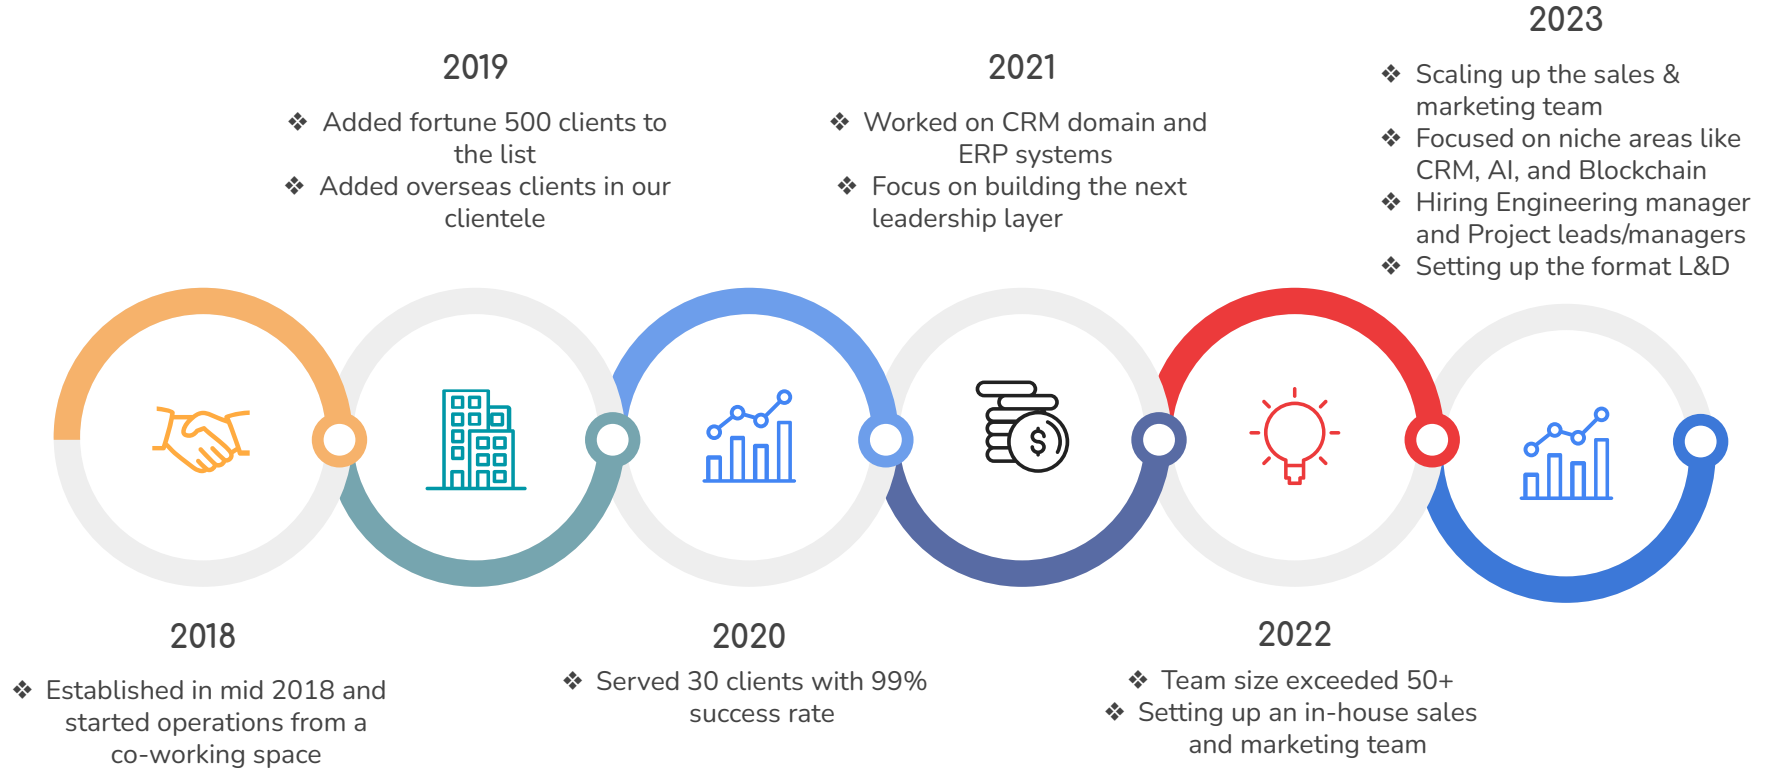 2018
❖ Established in mid 2018 and
started operations from a
co-working space
2019
❖ Added fortune 500 clients to
the list
❖ Added overseas clients in our
clientele
2020
❖ Served 30 clients with 99%
success rate
2021
❖ Worked on CRM domain and
ERP systems
❖ Focus on building the next
leadership layer
$
2022
❖ Team size exceeded 50+
❖ Setting up an in-house sales
and marketing team
2023
❖ Scaling up the sales &
marketing team
❖ Focused on niche areas like
CRM, AI, and Blockchain
❖ Hiring Engineering manager
and Project leads/managers
❖ Setting up the format L&D